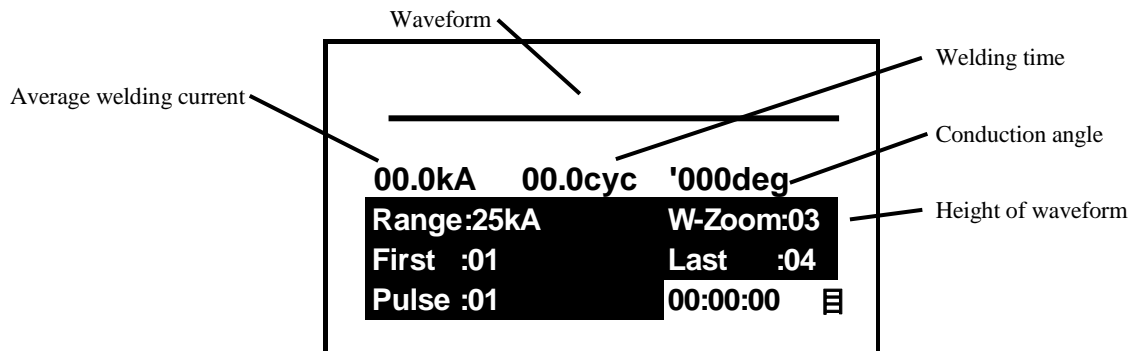 Waveform
Welding time
Average welding current
Conduction angle
00.0kA 00.0cyc '000deg
Range:25kA W-Zoom:03
Height of waveform
First :01 Last :04
Pulse :01 00:00:00 目